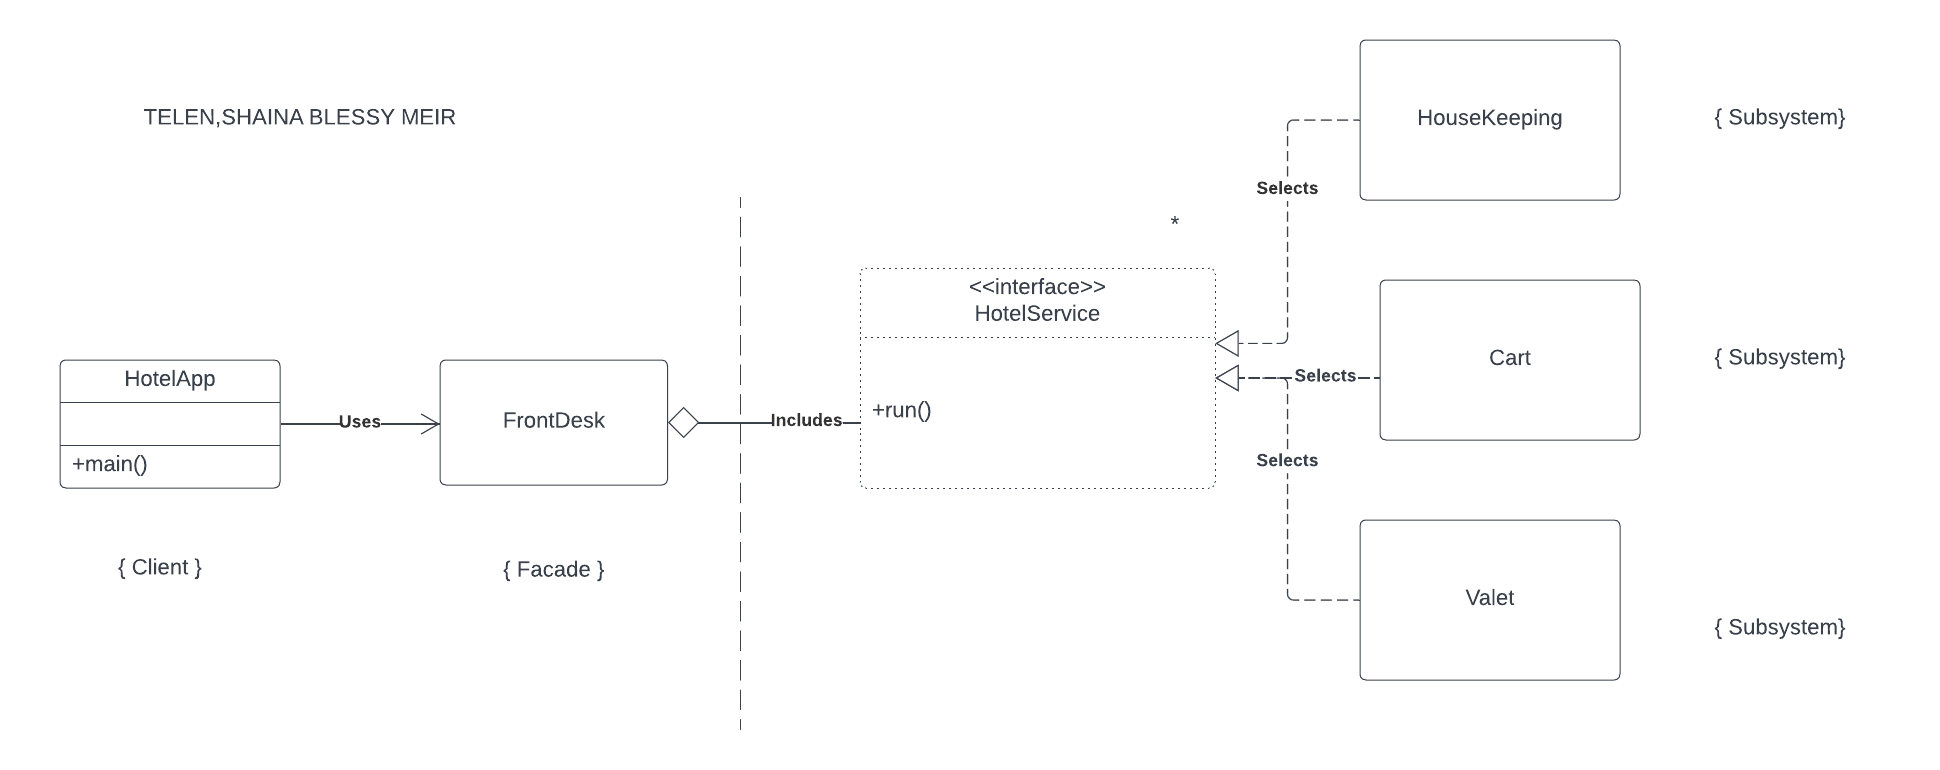 TELEN,SHAINA BLESSY MEIR
HouseKeeping
{ Subsystem}
Selects
*
<<interface>>
HotelService
+run()
Selects
Cart
{ Subsystem}
HotelApp
+main()
Uses
FrontDesk
Includes
Selects
{ Client }
{ Facade }
Valet
{ Subsystem}